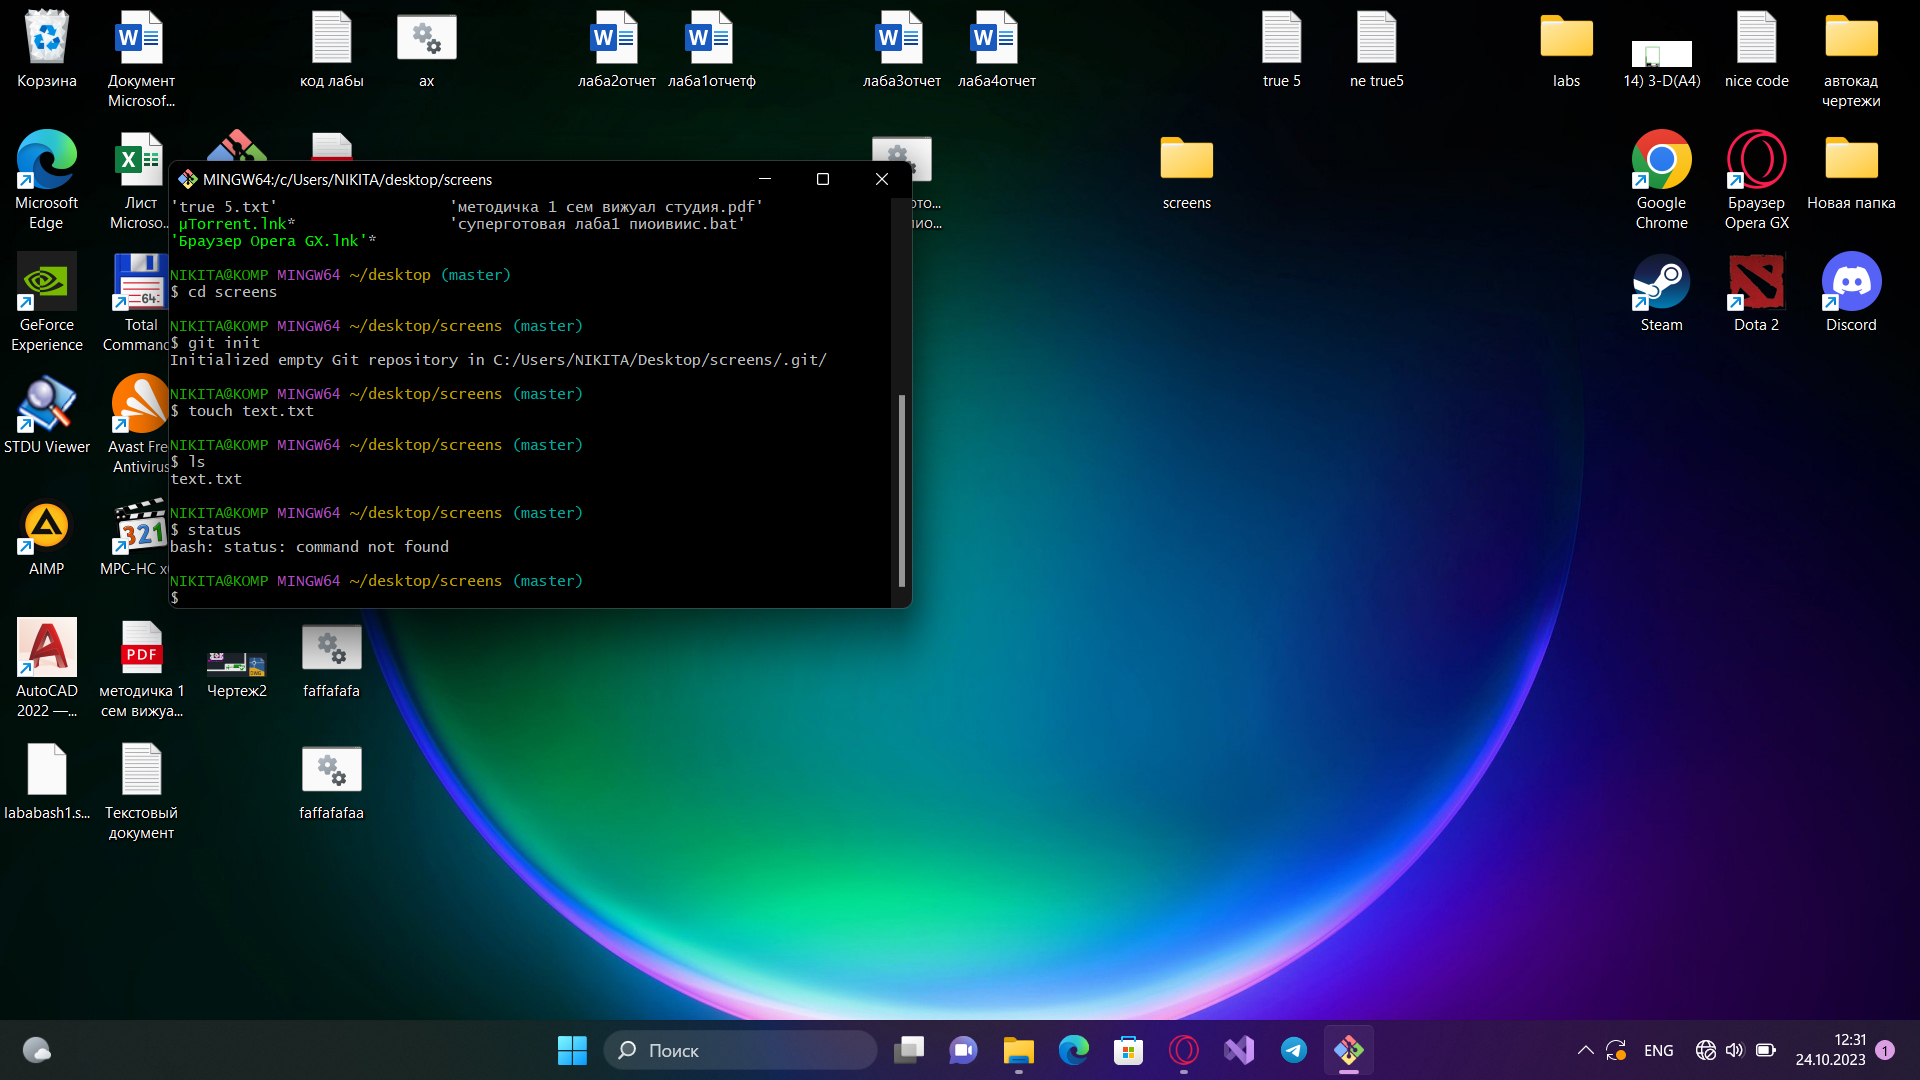 Корзина
Документ
Microsof...
код лабы
ax
лаба2отчет
лаба1отчетф
лаба3отчет
лаба4отчет
true 5
ne true5
labs
14) 3-D(A4)
nice code
автокад
чертежи
Microsoft
Edge
Лист
Microso...
screens
Google
Chrome
Браузер
Opera GX
Новая папка
MINGW64:/c/Users/NIKITA/desktop/screens
'true 5.txt' 'методичка 1 сем вижуал студия.pdf'
µTorrent.lnk* 'суперготовая лаба1 пиоивиис.bat'
'Браузер Opera GX.lnk'*
NIKITA@KOMP MINGW64 ~/desktop (master)
$ cd screens
NIKITA@KOMP MINGW64 ~/desktop/screens (master)
$ git init
Initialized empty Git repository in C:/Users/NIKITA/Desktop/screens/.git/
NIKITA@KOMP MINGW64 ~/desktop/screens (master)
$ touch text.txt
NIKITA@KOMP MINGW64 ~/desktop/screens (master)
$ ls
text.txt
NIKITA@KOMP MINGW64 ~/desktop/screens (master)
$ status
bash: status: command not found
NIKITA@KOMP MINGW64 ~/desktop/screens (master)
$
GeForce
Experience
64
Total
Command
Steam
Dota 2
Discord
STDU Viewer
Avast Fre
Antivirus
AIMP
321
MPC-HC x
AutoCAD
2022 —...
PDF
методичка 1
сем вижуа...
Чертеж2
faffafafa
lababash1.s...
Текстовый
документ
faffafafaa
Поиск
ENG
12:31
24.10.2023
1